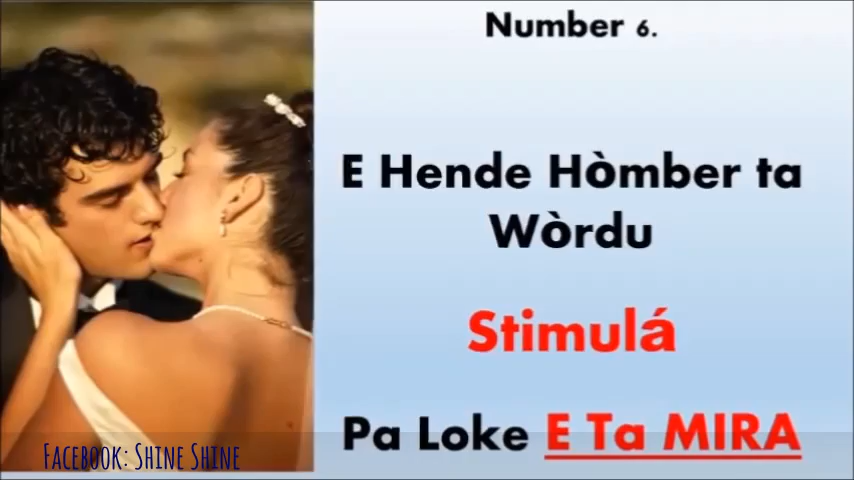 Number 6.
E Hende Hòmber ta
Wòrdu
Stimulá
Pa Loke E Ta MIRA
Facebook: Shine Shine